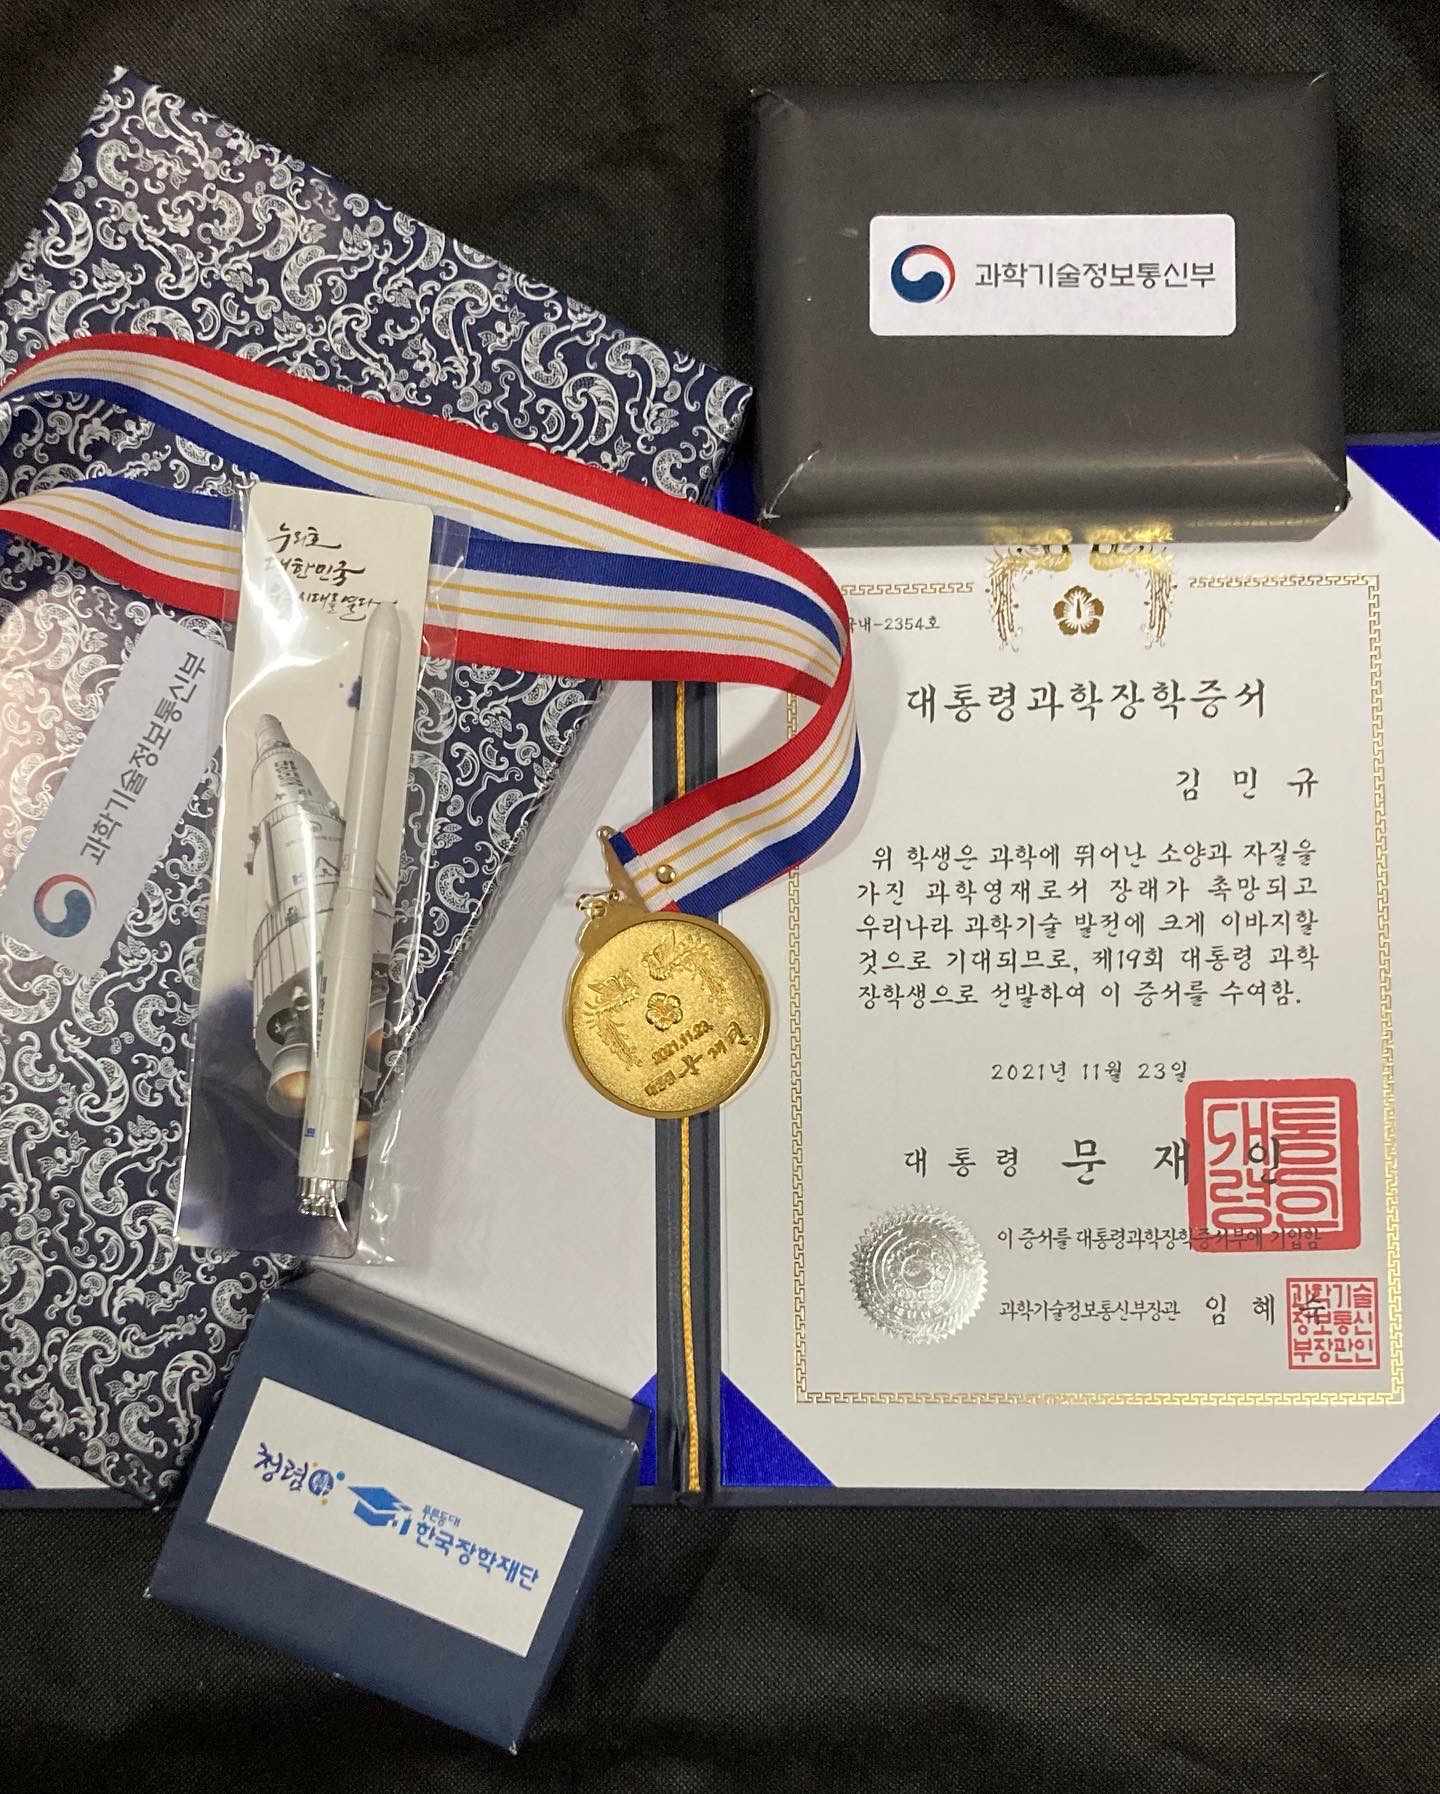 과학기술정보통신부
누리호
대한민국
시대를 열다
과학기술정보통신부
국내-2354호
대통령과학장학증서
김 민 규
위 학생은 과학에 뛰어난 소양과 자질을
가진 과학영재로서 장래가 촉망되고
우리나라 과학기술 발전에 크게 이바지할
것으로 기대되므로, 제19회 대통령 과학
장학생으로 선발하여 이 증서를 수여함.
2021년 11월 23일
대통령 문 재 인
대통령인
이 증서를 대통령과학장학증서부에 기입함
과학기술정보통신부장관 임 혜 숙
과학기술
정보통신
부장관인
2021.11.23.
대통령 문재인
청렴
푸른등대
한국장학재단